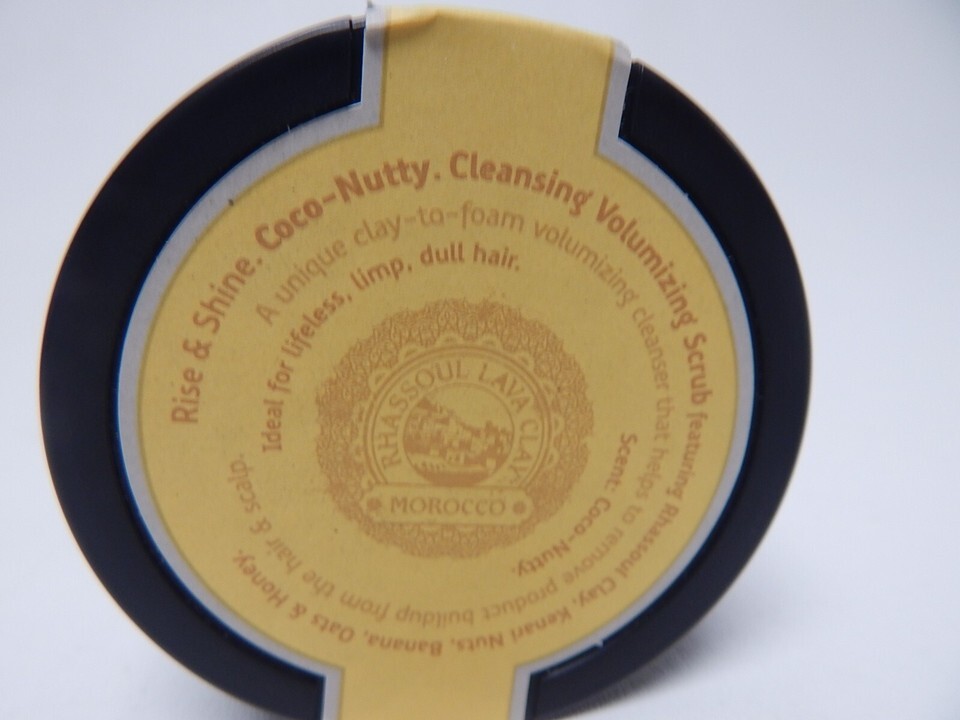 Rise & Shine. Coco-Nutty. Cleansing Volumizing Scrub featuring Rhassoul Clay, Kenari Nuts, Banana, Oats & Honey.
A unique clay-to-foam volumizing cleanser that helps to remove product buildup from the hair & scalp.
Ideal for lifeless, limp, dull hair.
Scent: Coco-Nutty.
RHASSOUL LAVA CLAY
MOROCCO